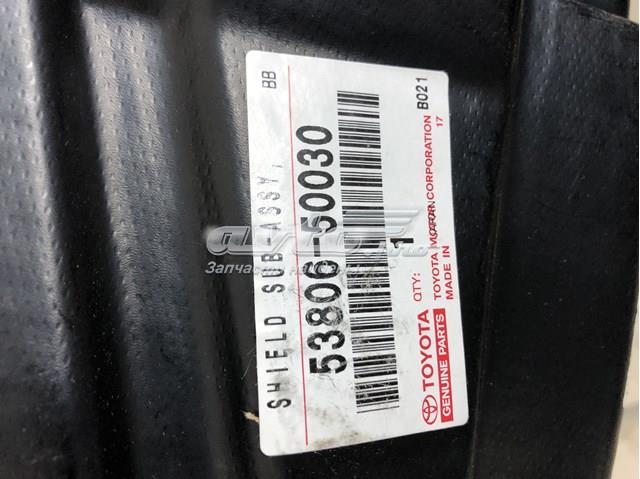 BB
B021
SHIELD SUB-ASSY,
53806-50030
QTY: 1
TOYOTA
GENUINE PARTS
TOYOTA MOTOR CORPORATION 17
MADE IN JAPAN
Запчасти